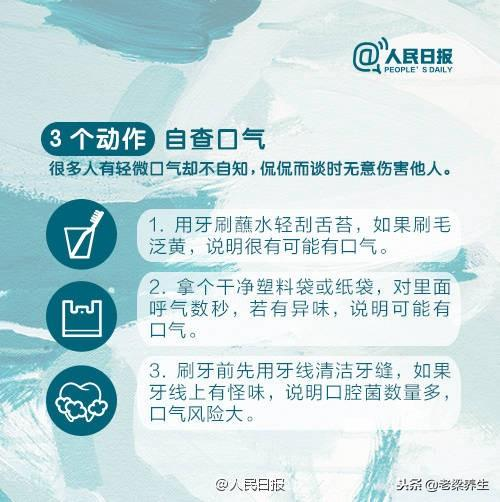 @人民日报
PEOPLE'S DAILY
3个动作 自查口气
很多人有轻微口气却不自知，侃侃而谈时无意伤害他人。
1. 用牙刷蘸水轻刮舌苔，如果刷毛
泛黄，说明很有可能有口气。
2. 拿个干净塑料袋或纸袋，对里面
呼气数秒，若有异味，说明可能有
口气。
3. 刷牙前先用牙线清洁牙缝，如果
牙线上有怪味，说明口腔菌数量多，
口气风险大。
@人民日报
头条@老梁养生